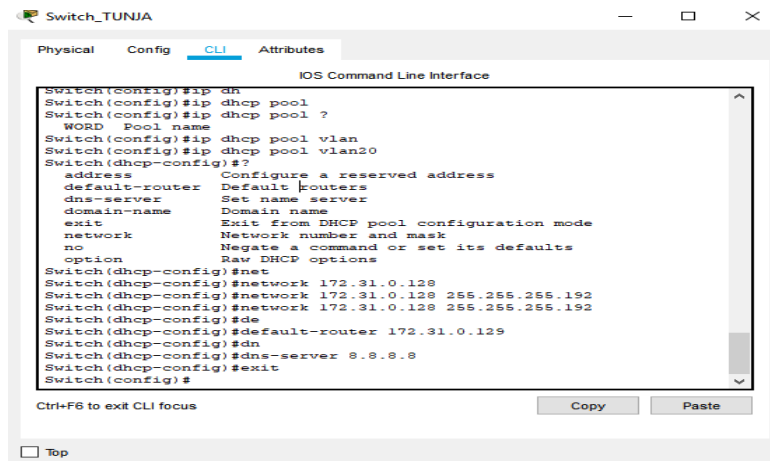 Switch_TUNJA
Physical Config CLI Attributes
IOS Command Line Interface
Switch(config)#ip dh
Switch(config)#ip dhcp pool
Switch(config)#ip dhcp pool ?
  WORD  Pool name
Switch(config)#ip dhcp pool vlan
Switch(config)#ip dhcp pool vlan20
Switch(dhcp-config)#?
  address         Configure a reserved address
  default-router  Default routers
  dns-server      Set name server
  domain-name     Domain name
  exit            Exit from DHCP pool configuration mode
  network         Network number and mask
  no              Negate a command or set its defaults
  option          Raw DHCP options
Switch(dhcp-config)#net
Switch(dhcp-config)#network 172.31.0.128
Switch(dhcp-config)#network 172.31.0.128 255.255.255.192
Switch(dhcp-config)#network 172.31.0.128 255.255.255.192
Switch(dhcp-config)#de
Switch(dhcp-config)#default-router 172.31.0.129
Switch(dhcp-config)#dn
Switch(dhcp-config)#dns-server 8.8.8.8
Switch(dhcp-config)#exit
Switch(config)#
Ctrl+F6 to exit CLI focus Copy Paste
Top